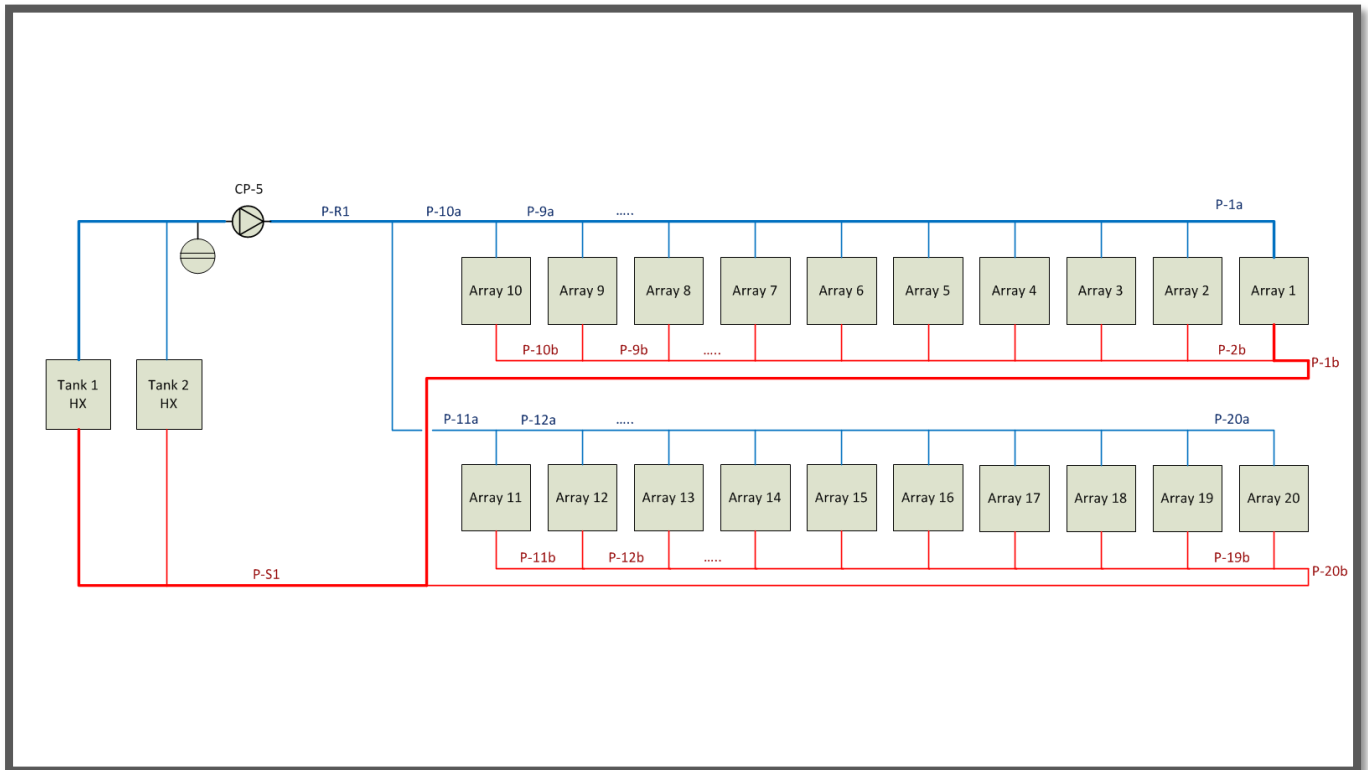 CP-5
P-R1
P-10a
P-9a
.....
P-1a
Array 10
Array 9
Array 8
Array 7
Array 6
Array 5
Array 4
Array 3
Array 2
Array 1
P-10b
P-9b
.....
P-2b
P-1b
Tank 1
HX
Tank 2
HX
P-11a
P-12a
.....
P-20a
Array 11
Array 12
Array 13
Array 14
Array 15
Array 16
Array 17
Array 18
Array 19
Array 20
P-11b
P-12b
.....
P-19b
P-20b
P-S1